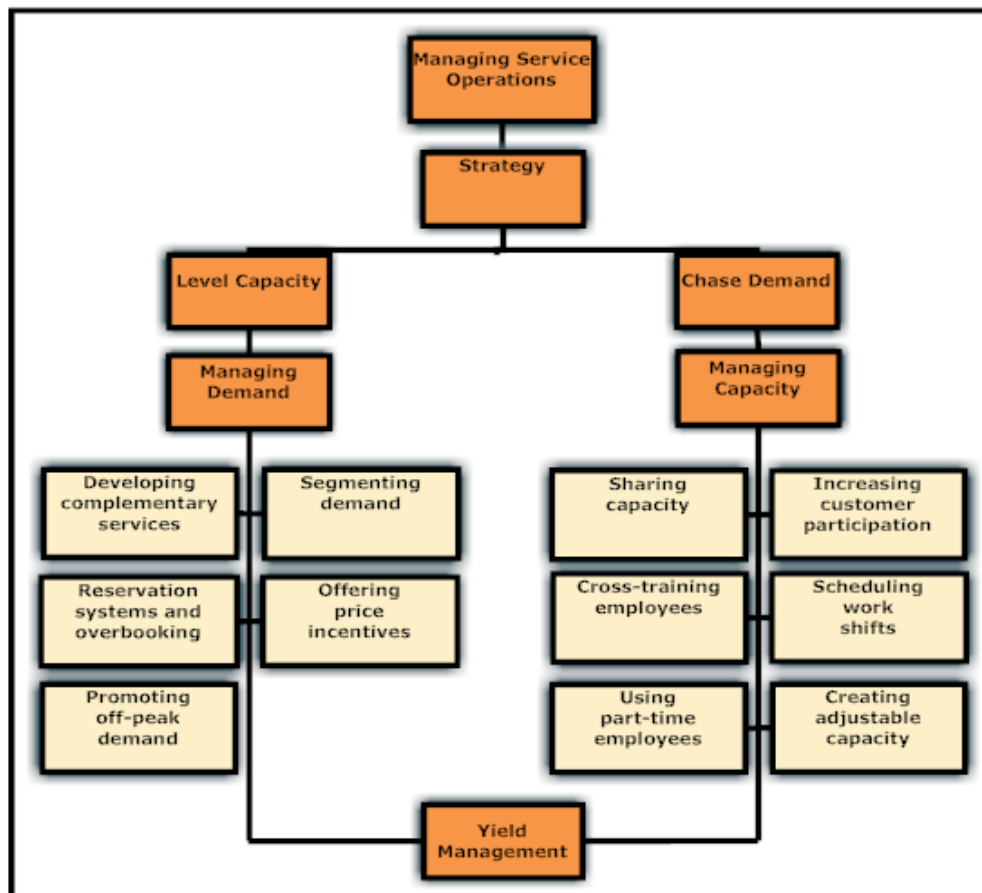 Managing Service
Operations
Strategy
Level Capacity
Chase Demand
Managing
Demand
Managing
Capacity
Developing
complementary
services
Segmenting
demand
Sharing
capacity
Increasing
customer
participation
Reservation
systems and
overbooking
Offering
price
incentives
Cross-training
employees
Scheduling
work
shifts
Promoting
off-peak
demand
Using
part-time
employees
Creating
adjustable
capacity
Yield
Management